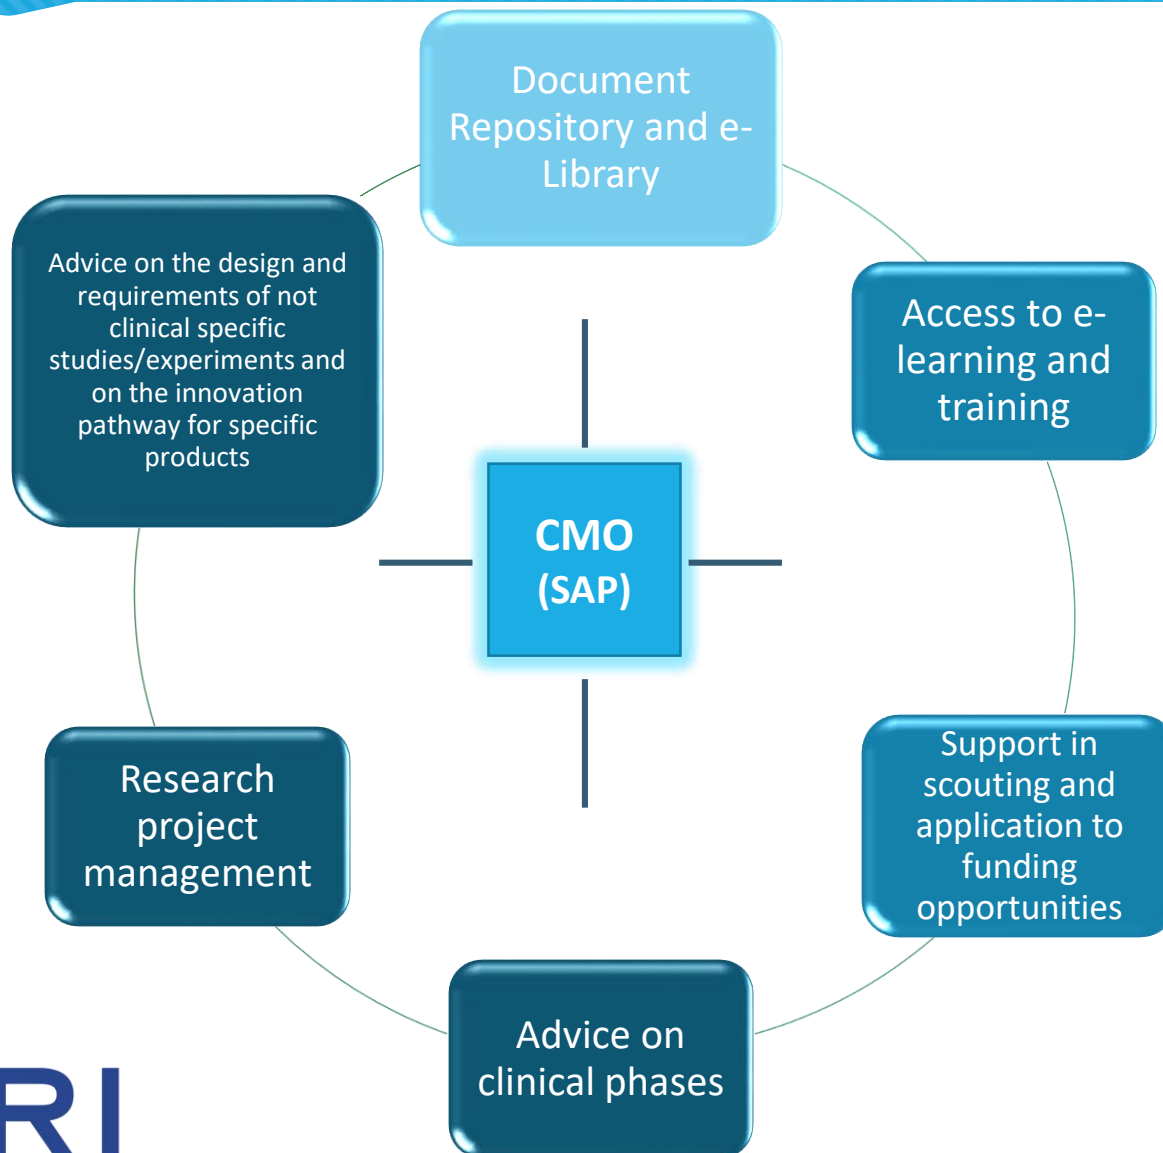 Document
Repository and e-
Library
Access to e-
learning and
training
Support in
scouting and
application to
funding
opportunities
Advice on
clinical phases
Research
project
management
Advice on the design and
requirements of not
clinical specific
studies/experiments and
on the innovation
pathway for specific
products
CMO
(SAP)
RI